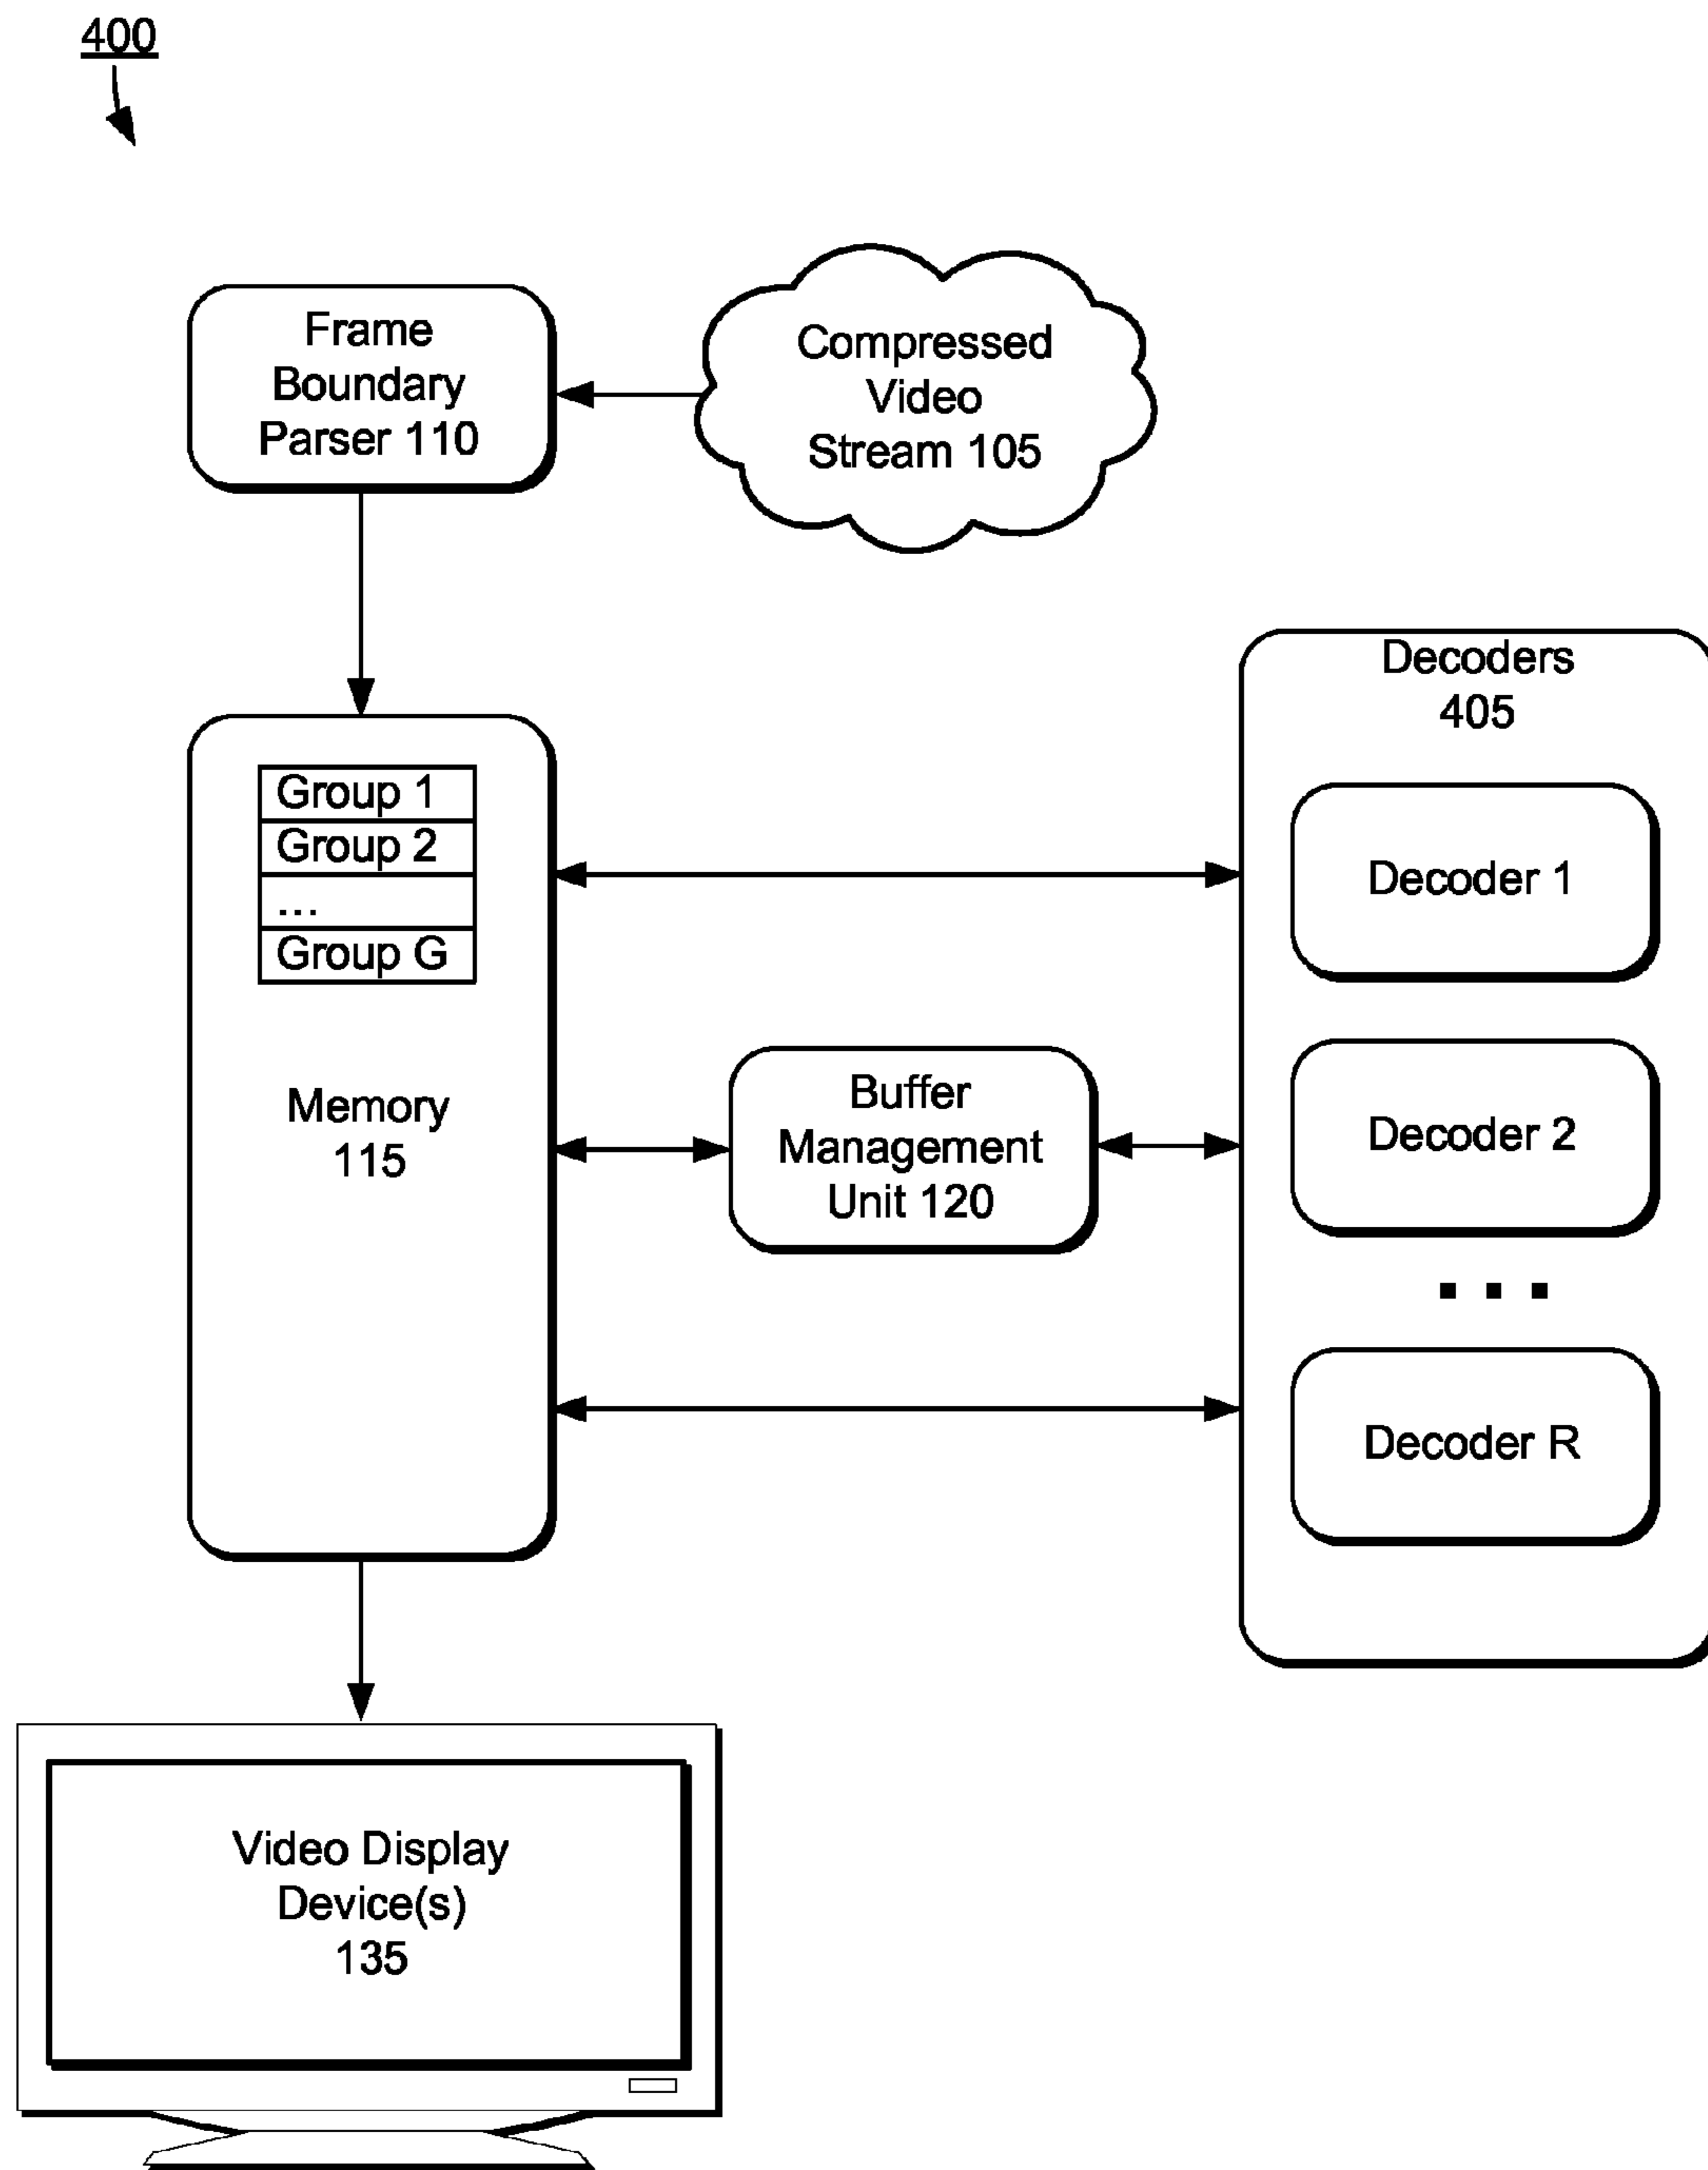 400
Frame
Boundary
Parser 110
Compressed
Video
Stream 105
Decoders
405
Group 1
Group 2
...
Group G
Memory
115
Buffer
Management
Unit 120
Decoder 1
Decoder 2
...
Decoder R
Video Display
Device(s)
135